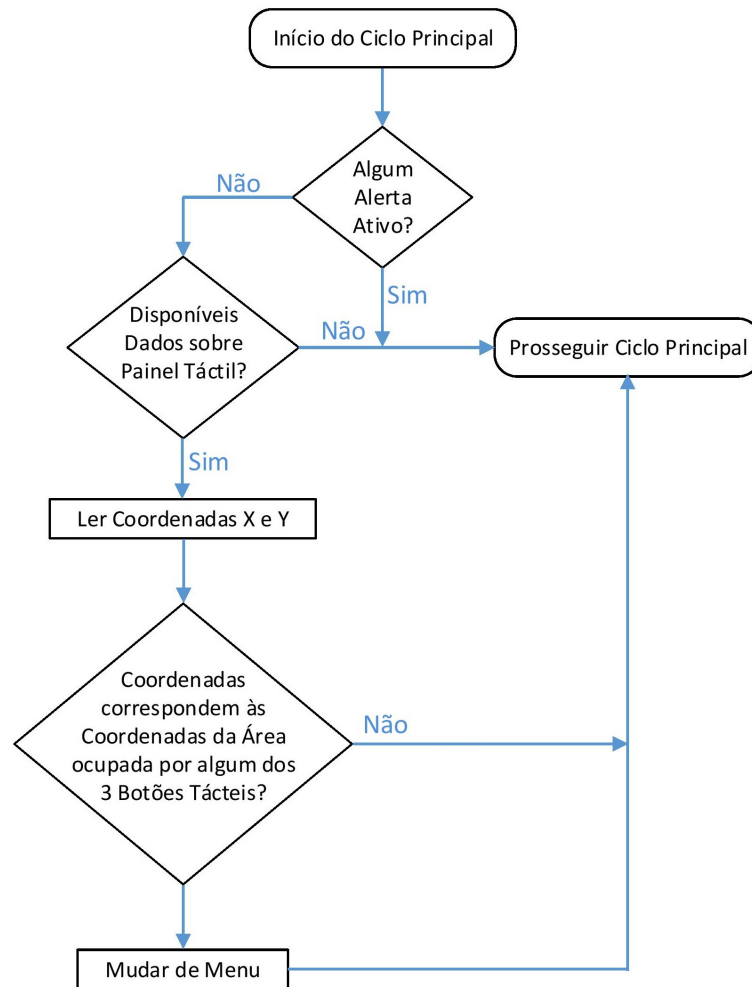 Início do Ciclo Principal
Algum
Alerta
Ativo?
Não
Sim
Disponíveis
Dados sobre
Painel Táctil?
Não
Prosseguir Ciclo Principal
Sim
Ler Coordenadas X e Y
Coordenadas
correspondem às
Coordenadas da Área
ocupada por algum dos
3 Botões Tácteis?
Não
Mudar de Menu